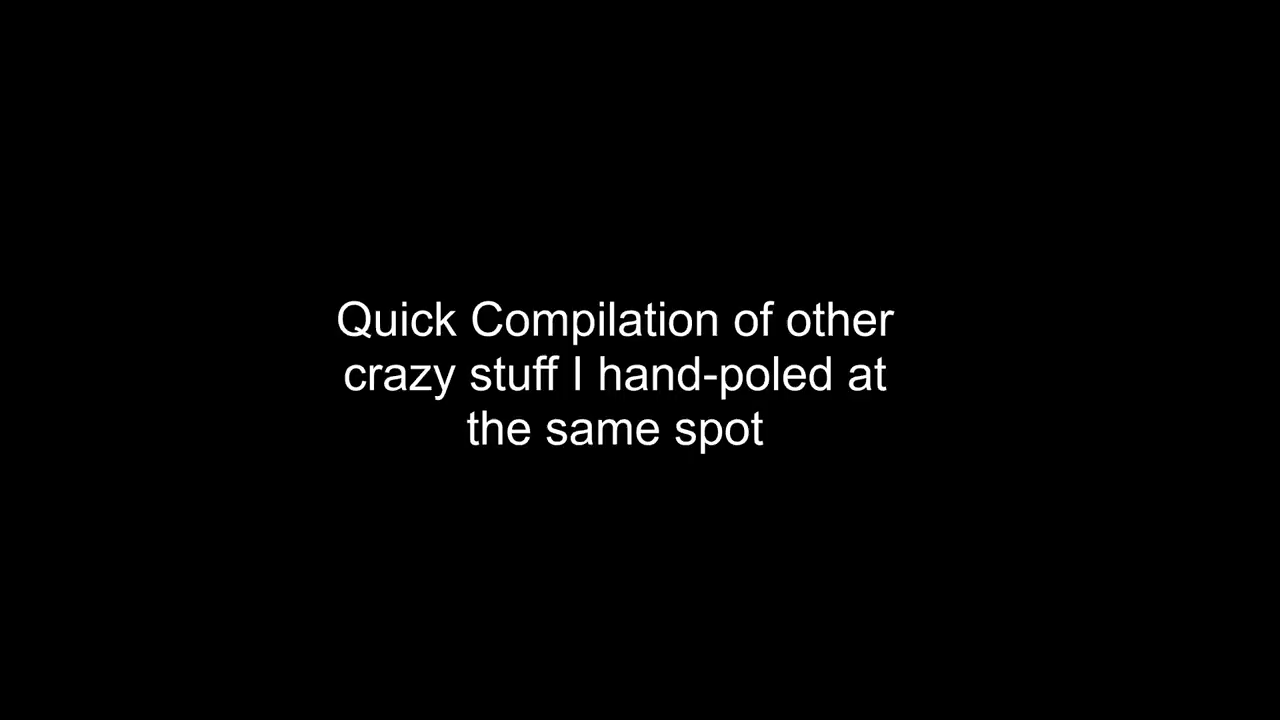 Quick Compilation of other
crazy stuff I hand-poled at
the same spot